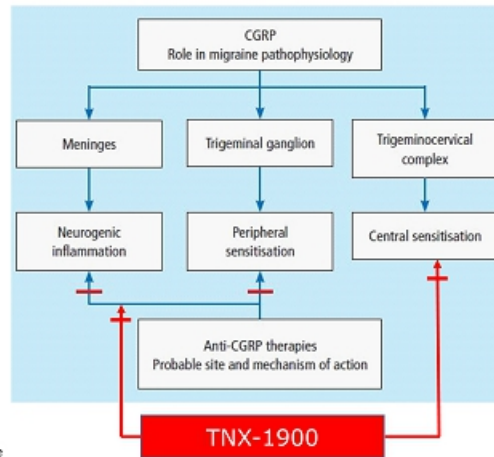 CGRP
Role in migraine pathophysiology
Meninges
Trigeminal ganglion
Trigeminocervical
complex
Neurogenic
inflammation
Peripheral
sensitisation
Central sensitisation
Anti-CGRP therapies
Probable site and mechanism of action
TNX-1900
e